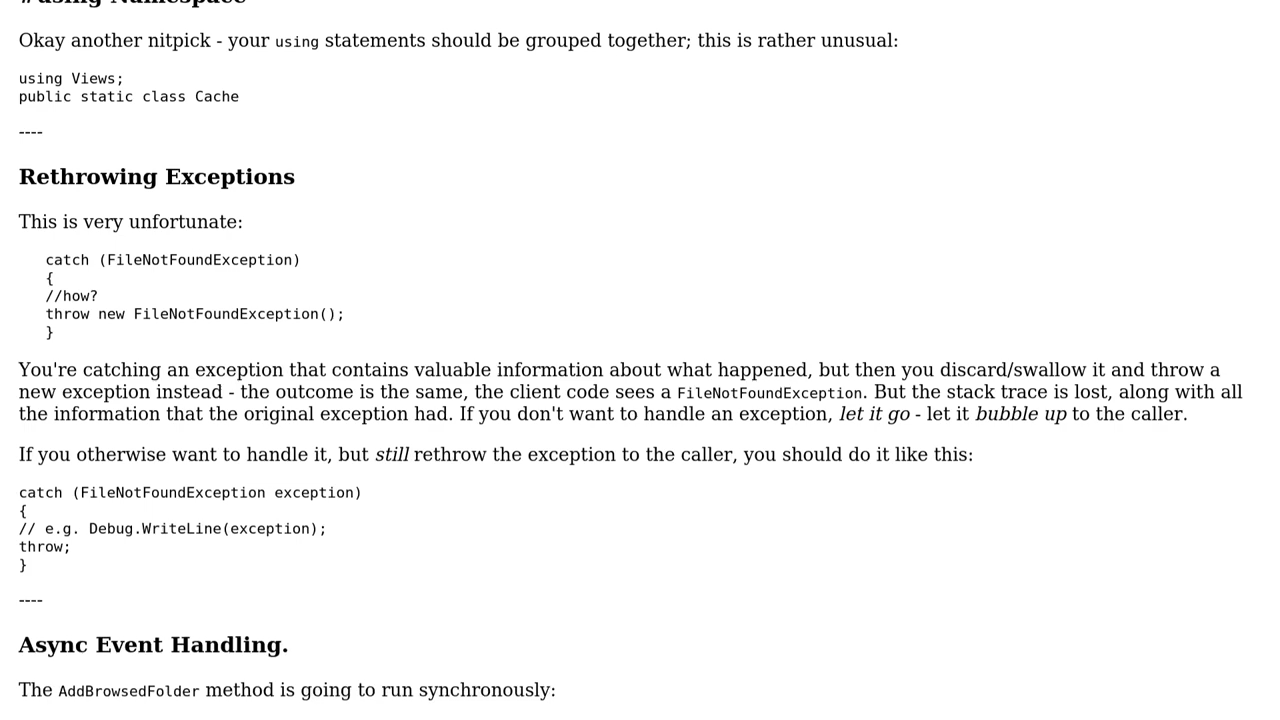 #using Namespace
Okay another nitpick - your using statements should be grouped together; this is rather unusual:
using Views;
public static class Cache
----
Rethrowing Exceptions
This is very unfortunate:
catch (FileNotFoundException)
{
//how?
throw new FileNotFoundException();
}
You're catching an exception that contains valuable information about what happened, but then you discard/swallow it and throw a
new exception instead - the outcome is the same, the client code sees a FileNotFoundException. But the stack trace is lost, along with all
the information that the original exception had. If you don't want to handle an exception, let it go - let it bubble up to the caller.
If you otherwise want to handle it, but still rethrow the exception to the caller, you should do it like this:
catch (FileNotFoundException exception)
{
// e.g. Debug.WriteLine(exception);
throw;
}
----
Async Event Handling.
The AddBrowsedFolder method is going to run synchronously: